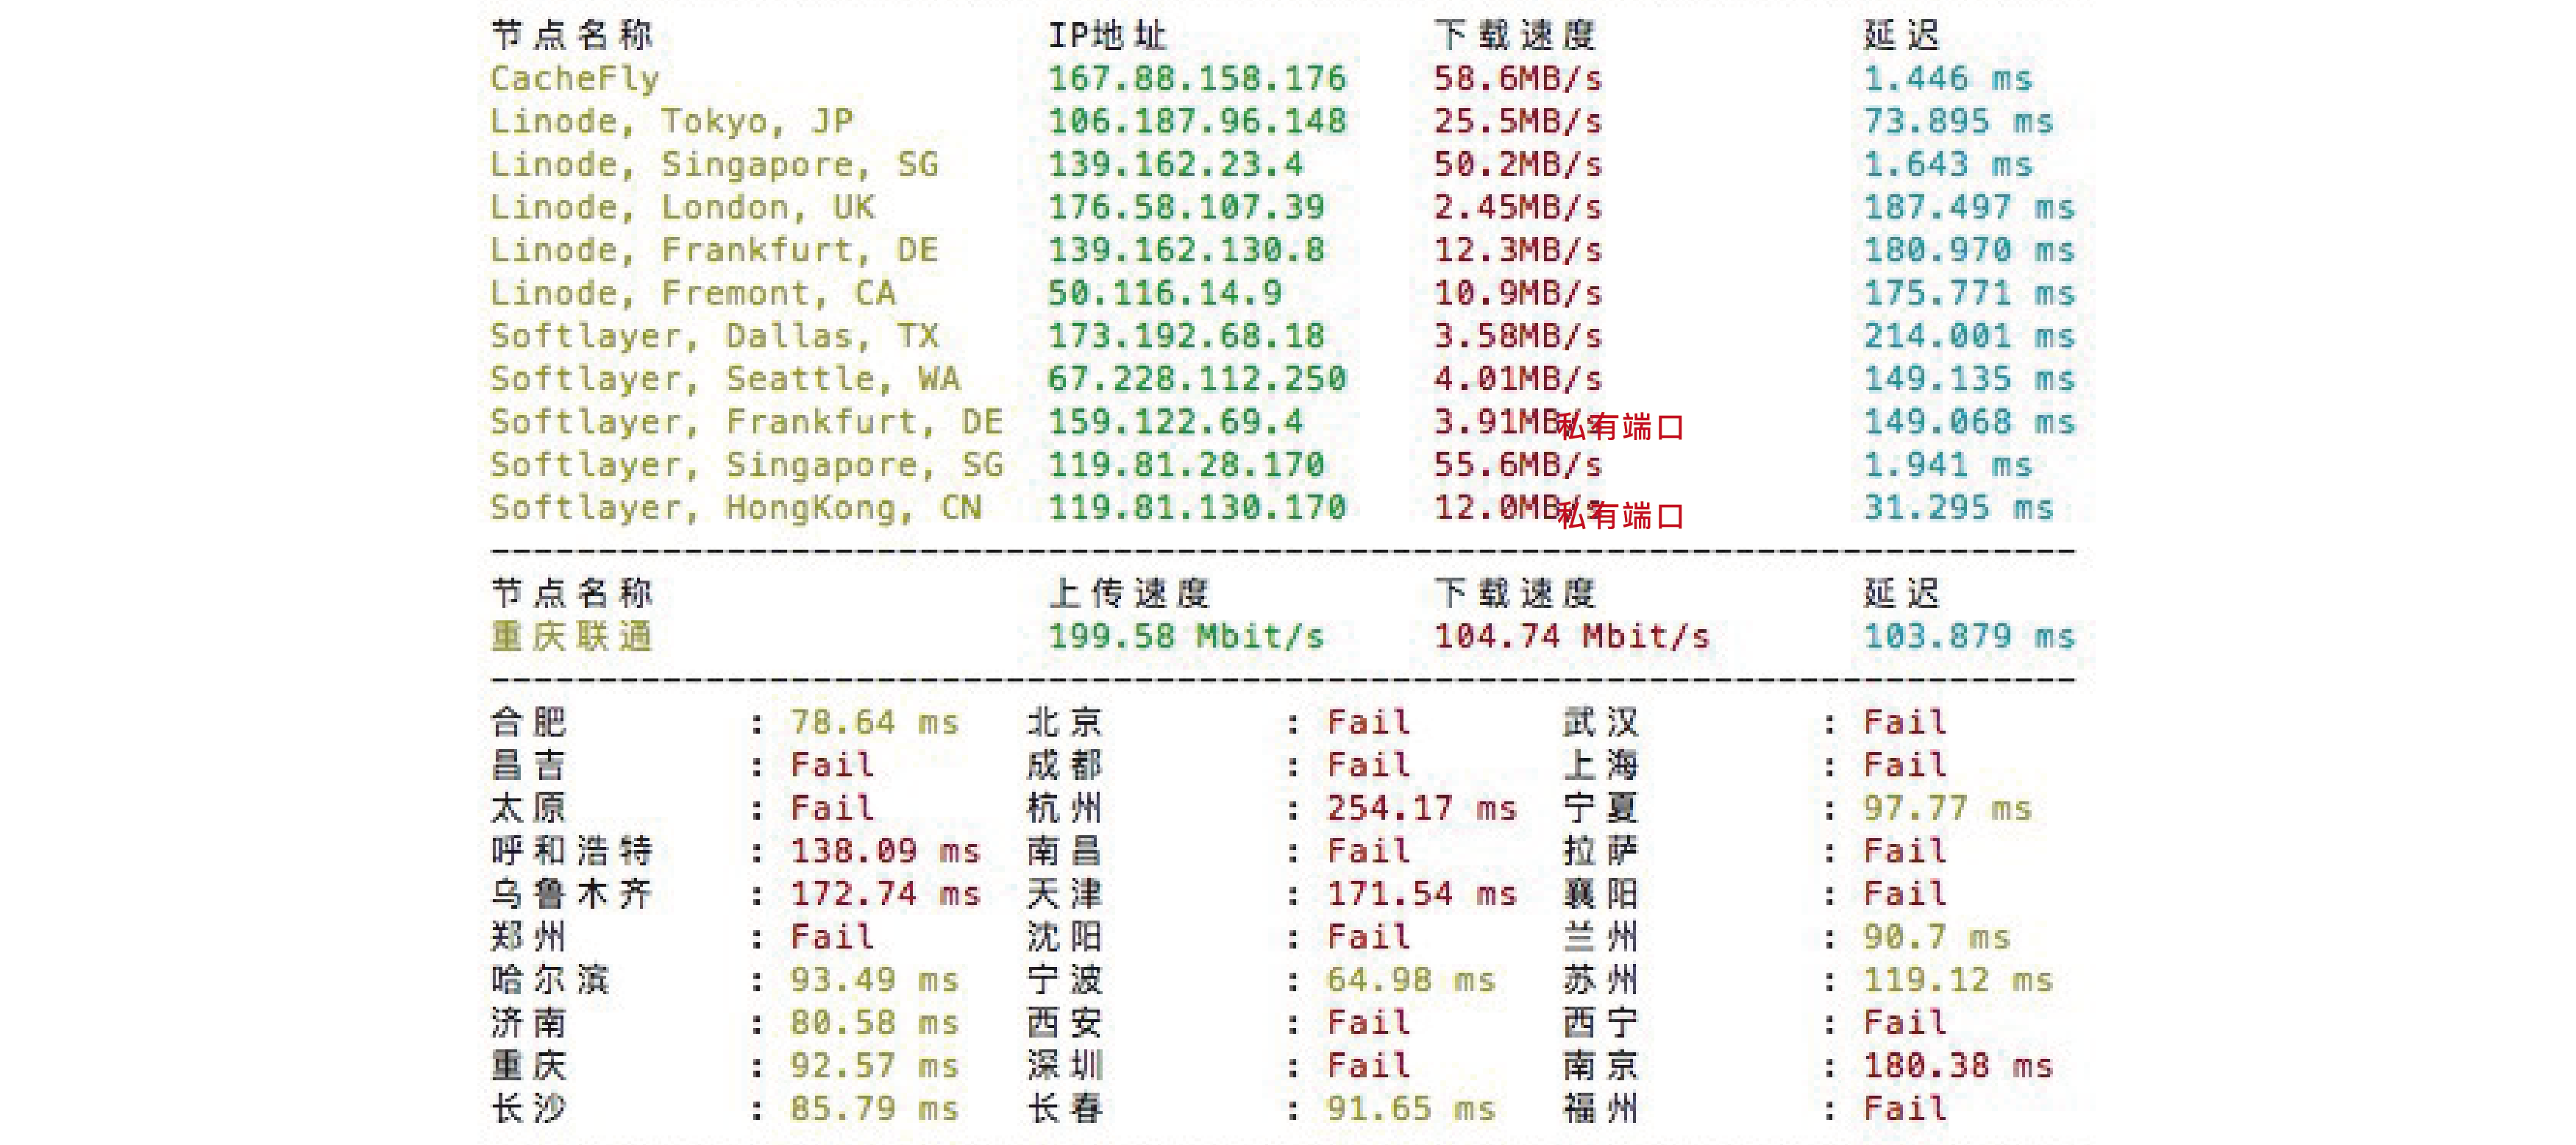 节点名称 IP地址 下载速度 延迟
CacheFly 167.88.158.176 58.6MB/s 1.446 ms
Linode, Tokyo, JP 106.187.96.148 25.5MB/s 73.895 ms
Linode, Singapore, SG 139.162.23.4 50.2MB/s 1.643 ms
Linode, London, UK 176.58.107.39 2.45MB/s 187.497 ms
Linode, Frankfurt, DE 139.162.130.8 12.3MB/s 180.970 ms
Linode, Fremont, CA 50.116.14.9 10.9MB/s 175.771 ms
Softlayer, Dallas, TX 173.192.68.18 3.58MB/s 214.001 ms
Softlayer, Seattle, WA 67.228.112.250 4.01MB/s 149.135 ms
Softlayer, Frankfurt, DE 159.122.69.4 3.91MB/s 私有端口 149.068 ms
Softlayer, Singapore, SG 119.81.28.170 55.6MB/s 1.941 ms
Softlayer, HongKong, CN 119.81.130.170 12.0MB/s 私有端口 31.295 ms
节点名称 上传速度 下载速度 延迟
重庆联通 199.58 Mbit/s 104.74 Mbit/s 103.879 ms
合肥 : 78.64 ms 北京 : Fail 武汉 : Fail
昌吉 : Fail 成都 : Fail 上海 : Fail
太原 : Fail 杭州 : 254.17 ms 宁夏 : 97.77 ms
呼和浩特 : 138.09 ms 南昌 : Fail 拉萨 : Fail
乌鲁木齐 : 172.74 ms 天津 : 171.54 ms 襄阳 : Fail
郑州 : Fail 沈阳 : Fail 兰州 : 90.7 ms
哈尔滨 : 93.49 ms 宁波 : 64.98 ms 苏州 : 119.12 ms
济南 : 80.58 ms 西安 : Fail 西宁 : Fail
重庆 : 92.57 ms 深圳 : Fail 南京 : 180.38 ms
长沙 : 85.79 ms 长春 : 91.65 ms 福州 : Fail